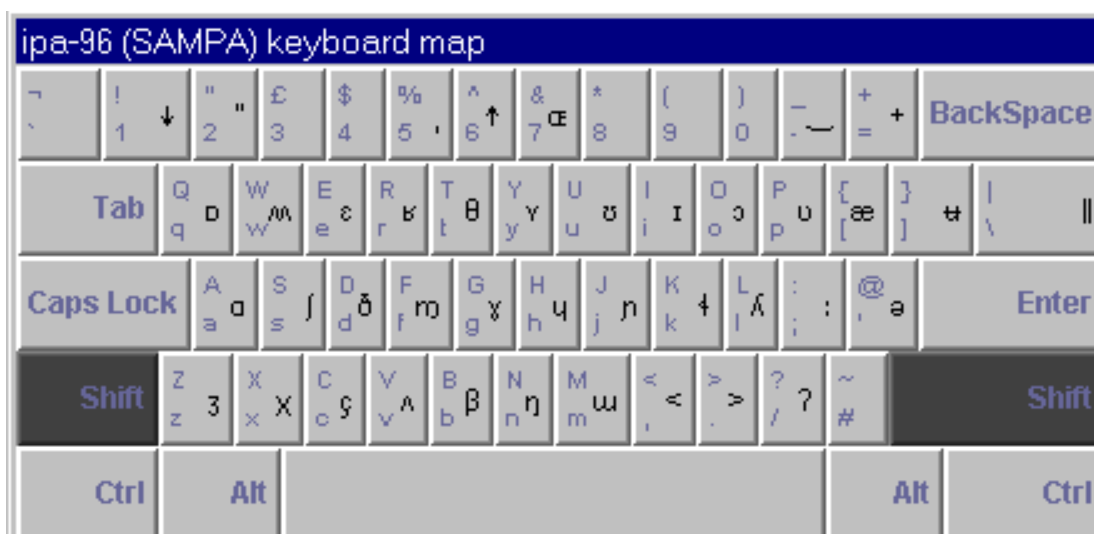 ipa-96 (SAMPA) keyboard map
¬ ` ! 1 ↓ " 2 " £ 3 $ 4 % 5 ˌ ^ 6 ↑ & 7 Œ * 8 ( 9 ) 0 _ - ‿ + = + BackSpace
Tab Q q ɒ W w ʍ E e ɛ R r ʁ T t θ Y y ʏ U u ʊ I i ɪ O o ɔ P p ʋ { [ æ } ] ʉ | \ ‖
Caps Lock A a ɑ S s ʃ D d ð F f ɱ G g ɣ H h ɥ J j ɲ K k ɬ L l ʎ : ; : @ ' ə Enter
Shift Z z ʒ X x χ C c ç V v ʌ B b β N n ŋ M m ɯ < , < > . > ? / ? ~ # Shift
Ctrl Alt Alt Ctrl